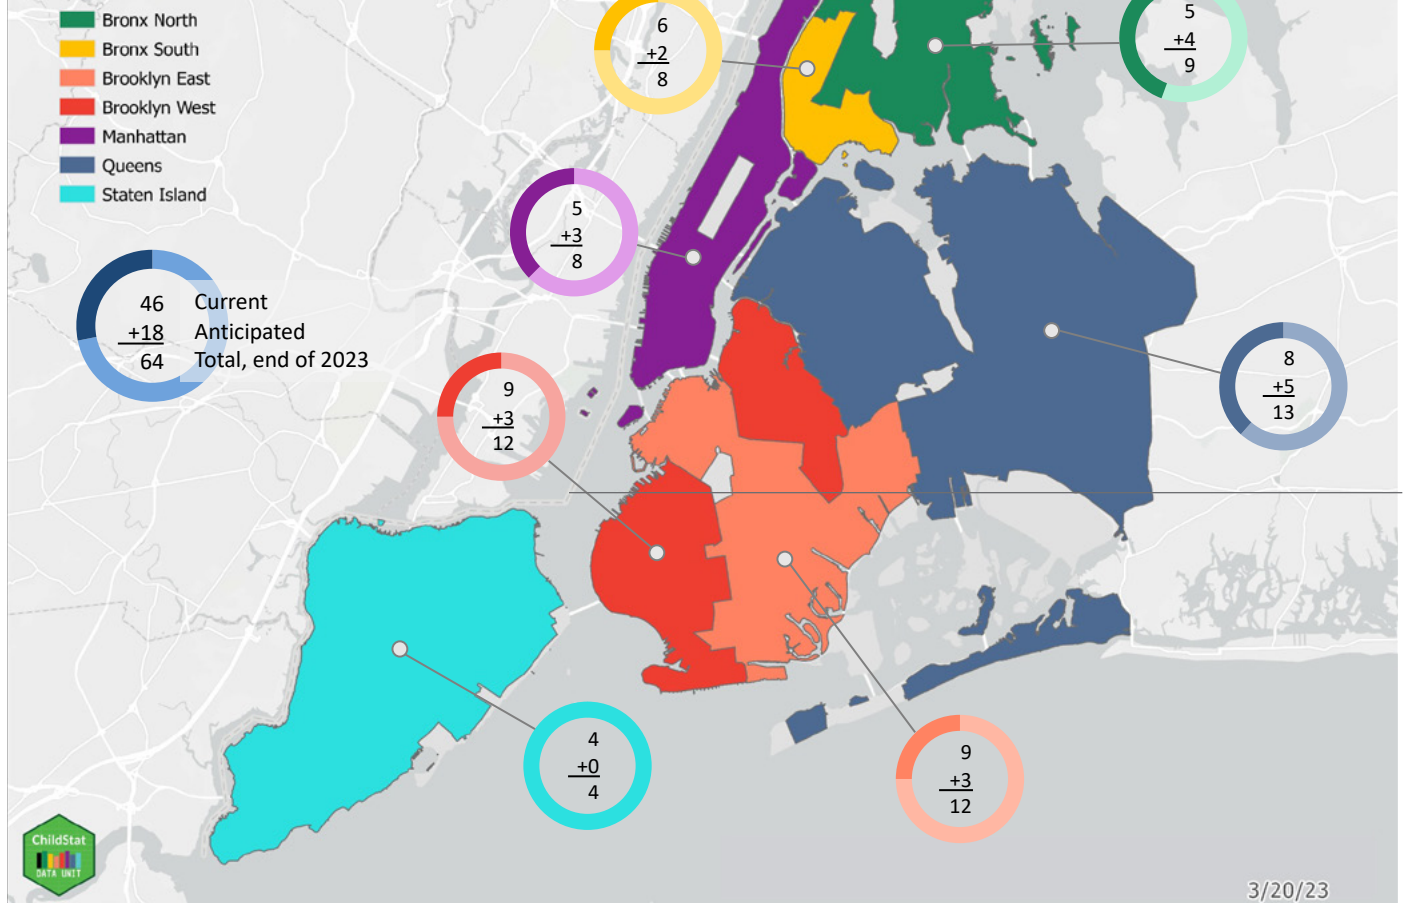 Bronx North
Bronx South
Brooklyn East
Brooklyn West
Manhattan
Queens
Staten Island
6
+2
8
5
+4
9
5
+3
8
46 Current
+18 Anticipated
64 Total, end of 2023
9
+3
12
8
+5
13
4
+0
4
9
+3
12
ChildStat
DATA UNIT
3/20/23